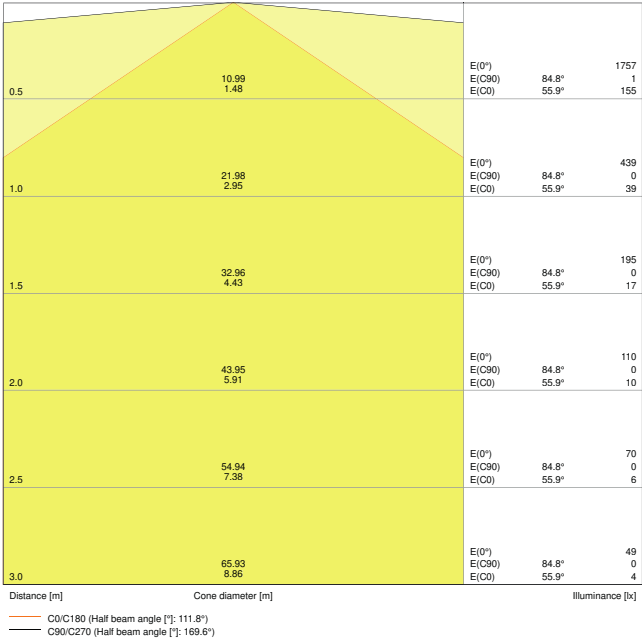 E(0°) 1757
10.99 E(C90) 84.8° 1
0.5 1.48 E(C0) 55.9° 155
E(0°) 439
21.98 E(C90) 84.8° 0
1.0 2.95 E(C0) 55.9° 39
E(0°) 195
32.96 E(C90) 84.8° 0
1.5 4.43 E(C0) 55.9° 17
E(0°) 110
43.95 E(C90) 84.8° 0
2.0 5.91 E(C0) 55.9° 10
E(0°) 70
54.94 E(C90) 84.8° 0
2.5 7.38 E(C0) 55.9° 6
E(0°) 49
65.93 E(C90) 84.8° 0
3.0 8.86 E(C0) 55.9° 4
Distance [m] Cone diameter [m] Illuminance [lx]
C0/C180 (Half beam angle [°]: 111.8°)
C90/C270 (Half beam angle [°]: 169.6°)